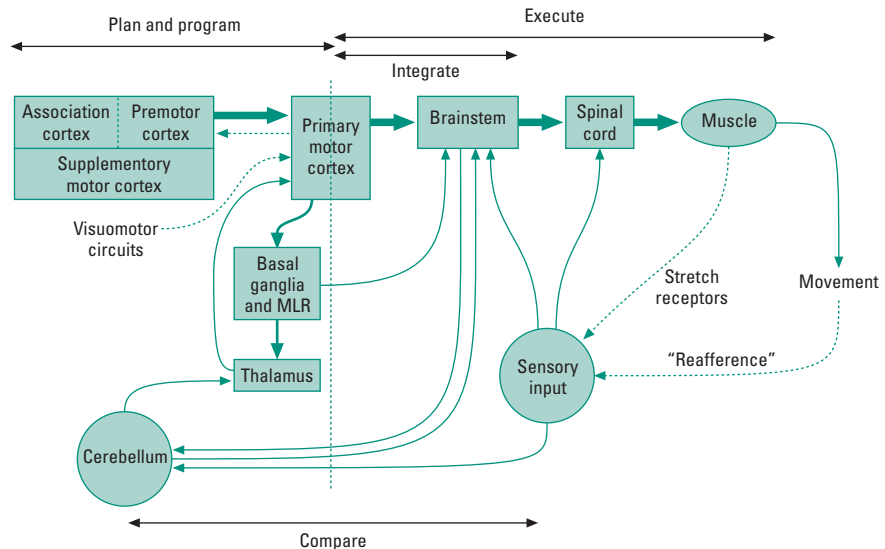 Plan and program
Execute
Integrate
Association
cortex
Premotor
cortex
Supplementory
motor cortex
Primary
motor
cortex
Brainstem
Spinal
cord
Muscle
Visuomotor
circuits
Basal
ganglia
and MLR
Stretch
receptors
Movement
Thalamus
Sensory
input
“Reafference”
Cerebellum
Compare